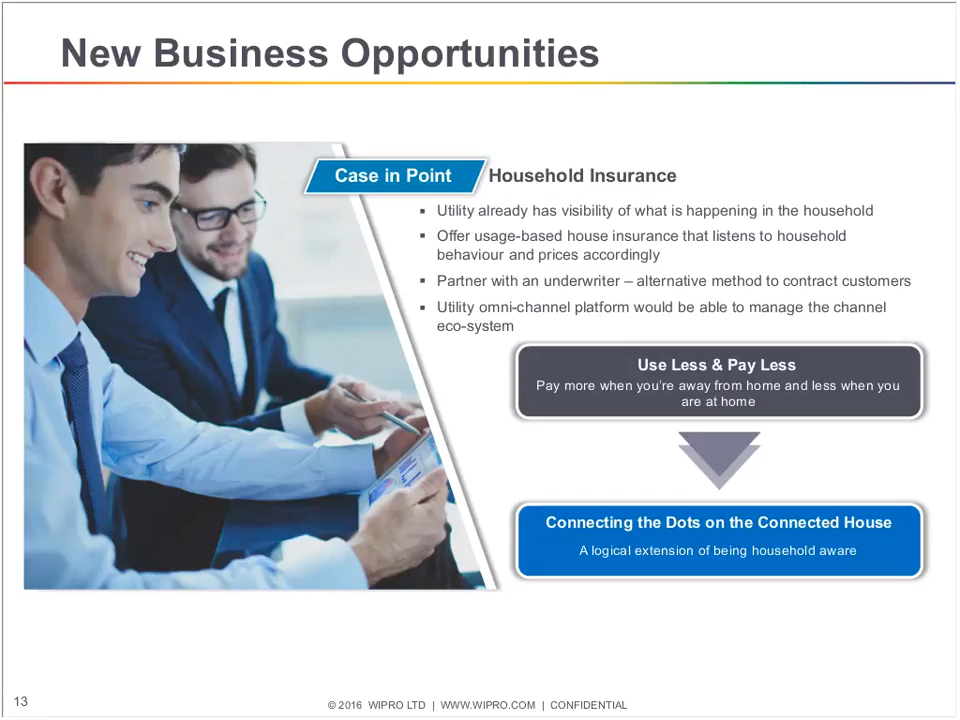 New Business Opportunities
Case in Point
Household Insurance
▪ Utility already has visibility of what is happening in the household
▪ Offer usage-based house insurance that listens to household
behaviour and prices accordingly
▪ Partner with an underwriter – alternative method to contract customers
▪ Utility omni-channel platform would be able to manage the channel
eco-system
Use Less & Pay Less
Pay more when you're away from home and less when you
are at home
Connecting the Dots on the Connected House
A logical extension of being household aware
13
© 2016 WIPRO LTD | WWW.WIPRO.COM | CONFIDENTIAL